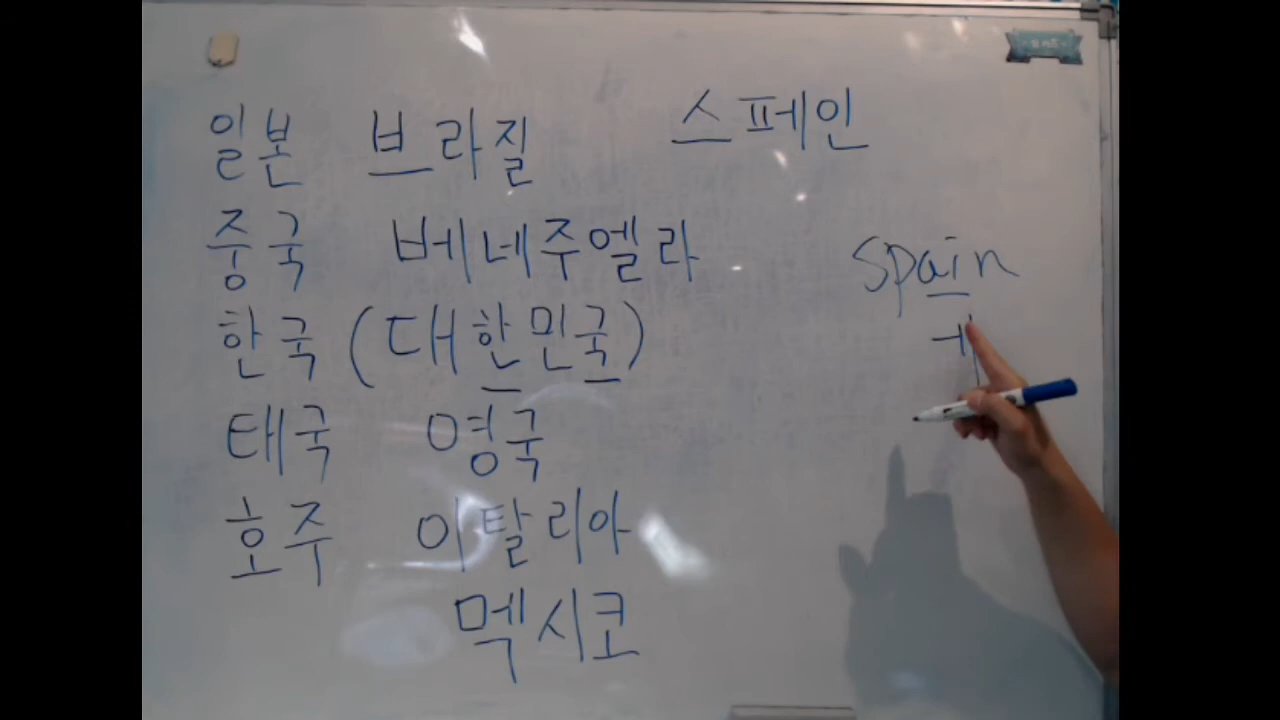 일본 브라질 스페인
중국 베네주엘라
Spain
한국 (대한민국)
ㅔ
태국 영국
호주 이탈리아
멕시코